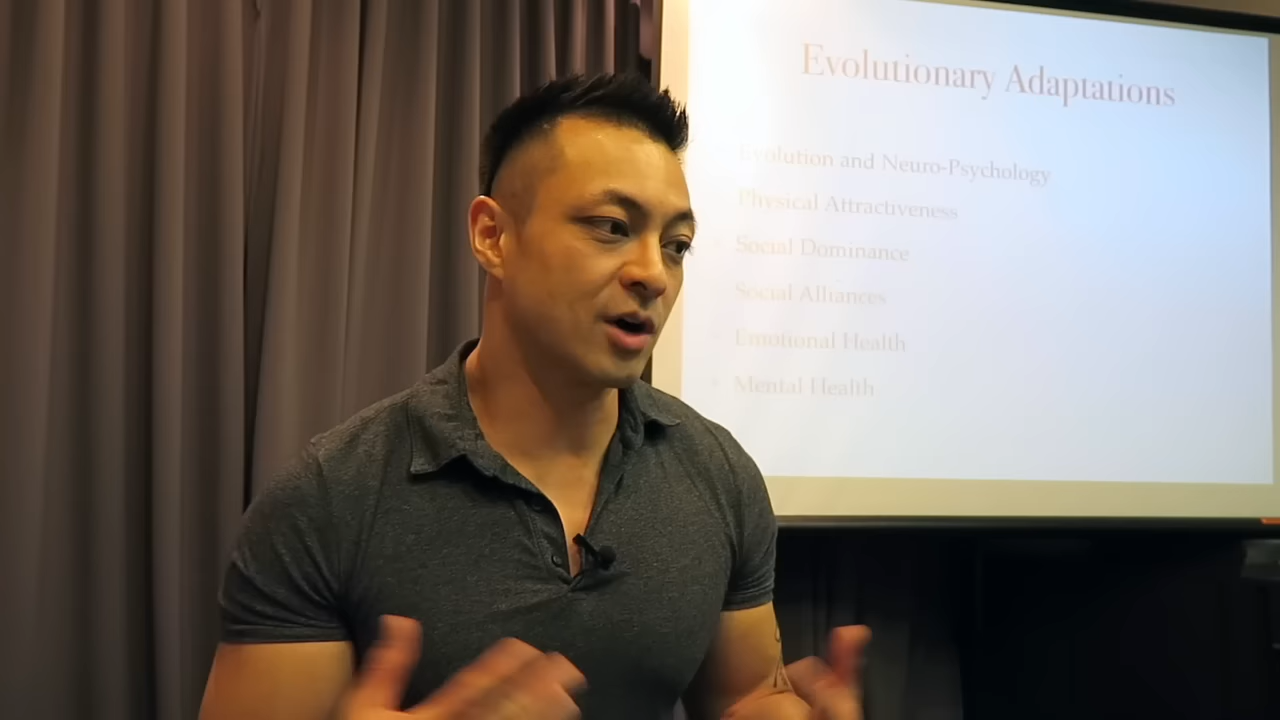 Evolutionary Adaptations
Evolution and Neuro-Psychology
Physical Attractiveness
Social Dominance
Social Alliances
Emotional Health
Mental Health